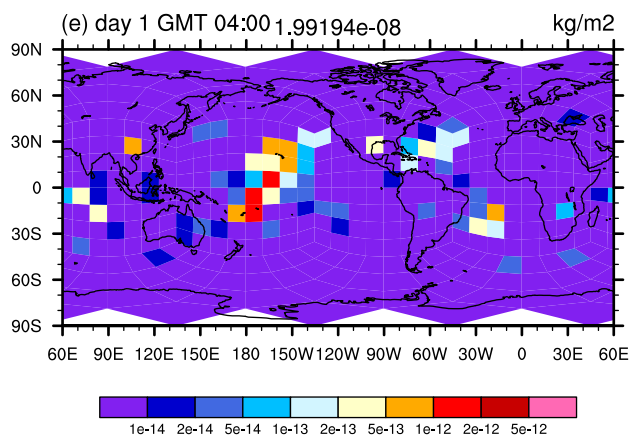 (e) day 1 GMT 04:00 1.99194e-08 kg/m2
90N
60N
30N
0
30S
60S
90S
60E 90E 120E 150E 180 150W 120W 90W 60W 30W 0 30E 60E
1e-14 2e-14 5e-14 1e-13 2e-13 5e-13 1e-12 2e-12 5e-12